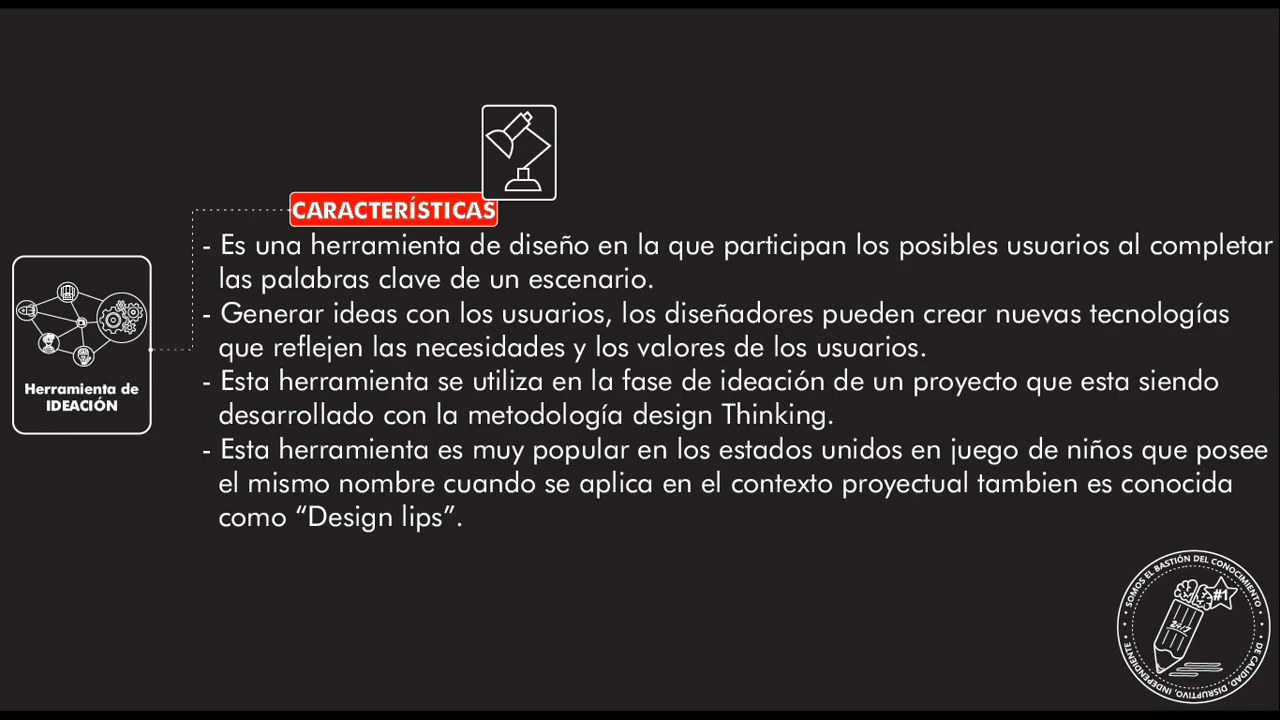 CARACTERÍSTICAS
- Es una herramienta de diseño en la que participan los posibles usuarios al completar
las palabras clave de un escenario.
- Generar ideas con los usuarios, los diseñadores pueden crear nuevas tecnologías
que reflejen las necesidades y los valores de los usuarios.
- Esta herramienta se utiliza en la fase de ideación de un proyecto que esta siendo
desarrollado con la metodología design Thinking.
- Esta herramienta es muy popular en los estados unidos en juego de niños que posee
el mismo nombre cuando se aplica en el contexto proyectual tambien es conocida
como “Design lips”.
Herramienta de
IDEACIÓN
SOMOS EL BASTIÓN DEL CONOCIMIENTO
• DE CALIDAD, DISRUPTIVO, INDEPENDIENTE •
#1
24/7